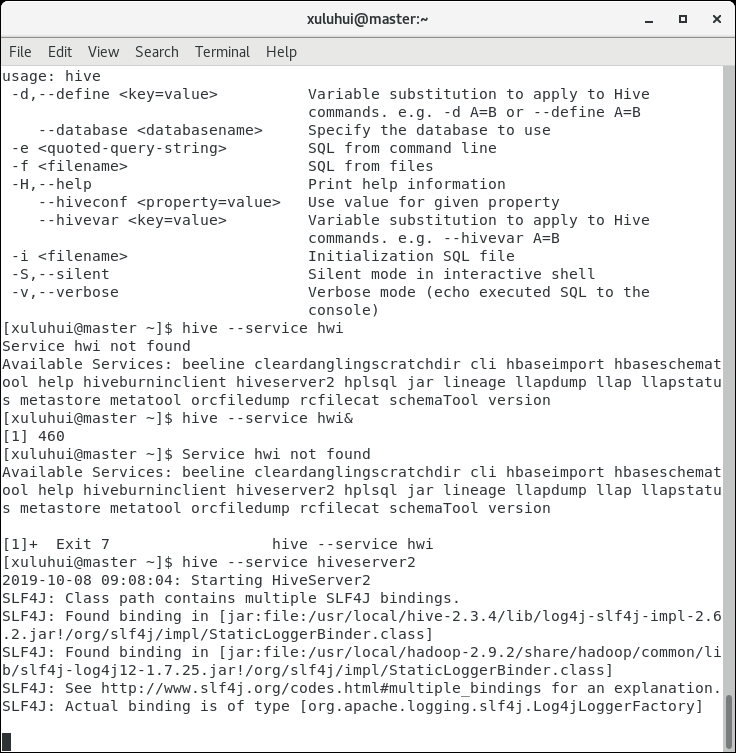 xuluhui@master:~
File Edit View Search Terminal Help
usage: hive
 -d,--define <key=value>          Variable substitution to apply to Hive
                                  commands. e.g. -d A=B or --define A=B
    --database <databasename>     Specify the database to use
 -e <quoted-query-string>         SQL from command line
 -f <filename>                    SQL from files
 -H,--help                        Print help information
    --hiveconf <property=value>   Use value for given property
    --hivevar <key=value>         Variable substitution to apply to Hive
                                  commands. e.g. --hivevar A=B
 -i <filename>                    Initialization SQL file
 -S,--silent                      Silent mode in interactive shell
 -v,--verbose                     Verbose mode (echo executed SQL to the
                                  console)
[xuluhui@master ~]$ hive --service hwi
Service hwi not found
Available Services: beeline cleardanglingscratchdir cli hbaseimport hbaseschemat
ool help hiveburninclient hiveserver2 hplsql jar lineage llapdump llap llapstatu
s metastore metatool orcfiledump rcfilecat schemaTool version
[xuluhui@master ~]$ hive --service hwi&
[1] 460
[xuluhui@master ~]$ Service hwi not found
Available Services: beeline cleardanglingscratchdir cli hbaseimport hbaseschemat
ool help hiveburninclient hiveserver2 hplsql jar lineage llapdump llap llapstatu
s metastore metatool orcfiledump rcfilecat schemaTool version

[1]+  Exit 7                  hive --service hwi
[xuluhui@master ~]$ hive --service hiveserver2
2019-10-08 09:08:04: Starting HiveServer2
SLF4J: Class path contains multiple SLF4J bindings.
SLF4J: Found binding in [jar:file:/usr/local/hive-2.3.4/lib/log4j-slf4j-impl-2.6
.2.jar!/org/slf4j/impl/StaticLoggerBinder.class]
SLF4J: Found binding in [jar:file:/usr/local/hadoop-2.9.2/share/hadoop/common/li
b/slf4j-log4j12-1.7.25.jar!/org/slf4j/impl/StaticLoggerBinder.class]
SLF4J: See http://www.slf4j.org/codes.html#multiple_bindings for an explanation.
SLF4J: Actual binding is of type [org.apache.logging.slf4j.Log4jLoggerFactory]